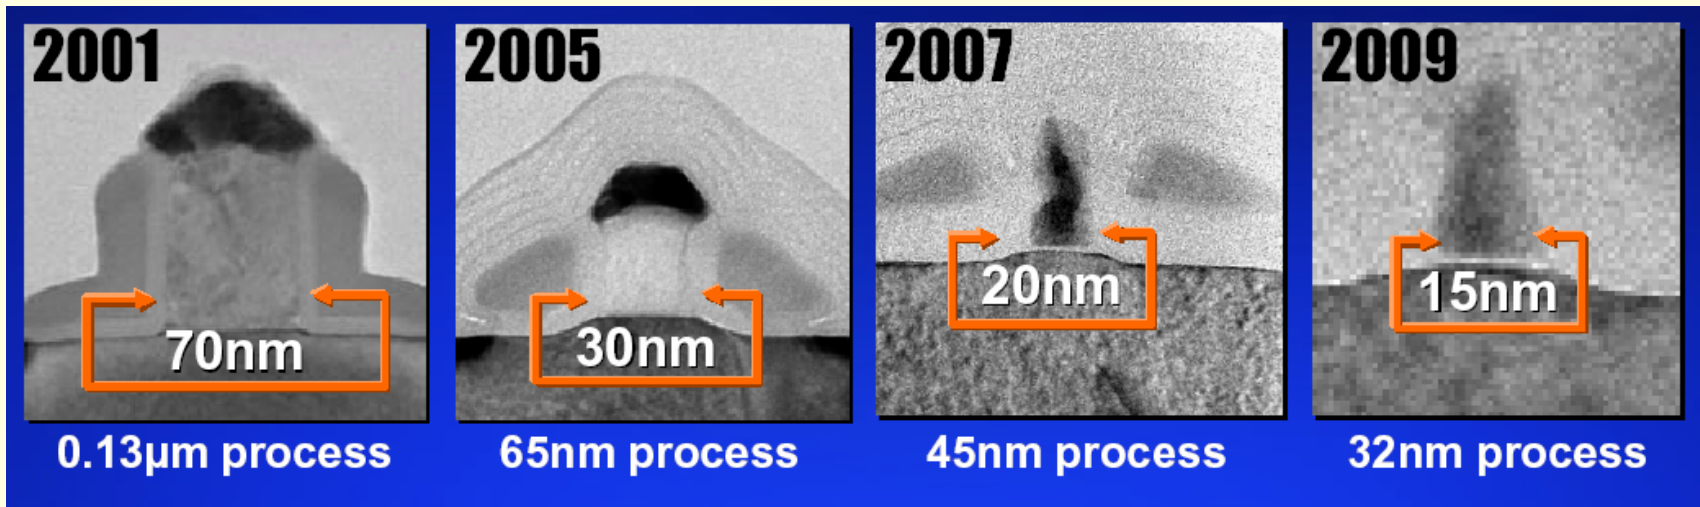 2001
70nm
0.13µm process
2005
30nm
65nm process
2007
20nm
45nm process
2009
15nm
32nm process